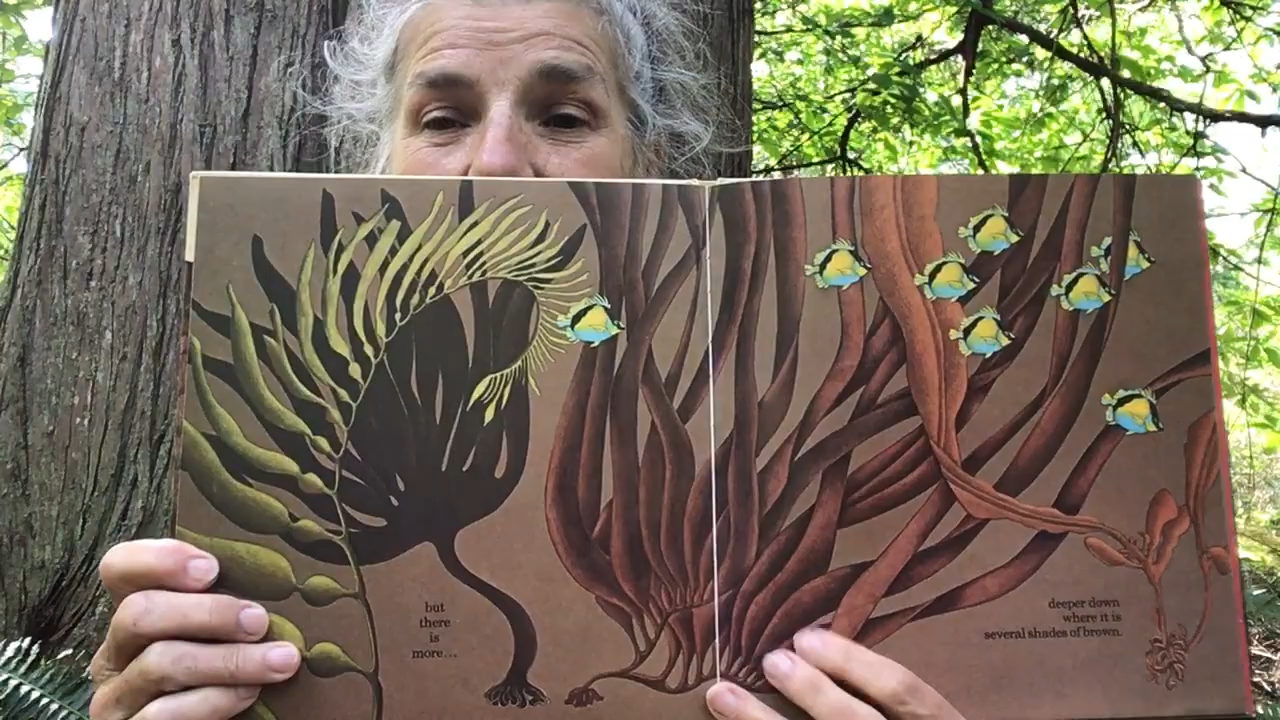 but
there
is
more...
deeper down
where it is
several shades of brown.